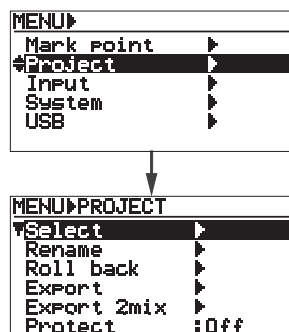 MENU▶
Mark point ▶
Project ▶
Input ▶
System ▶
USB ▶
MENU▶PROJECT
Select ▶
Rename ▶
Roll back ▶
Export ▶
Export 2mix ▶
Protect :Off